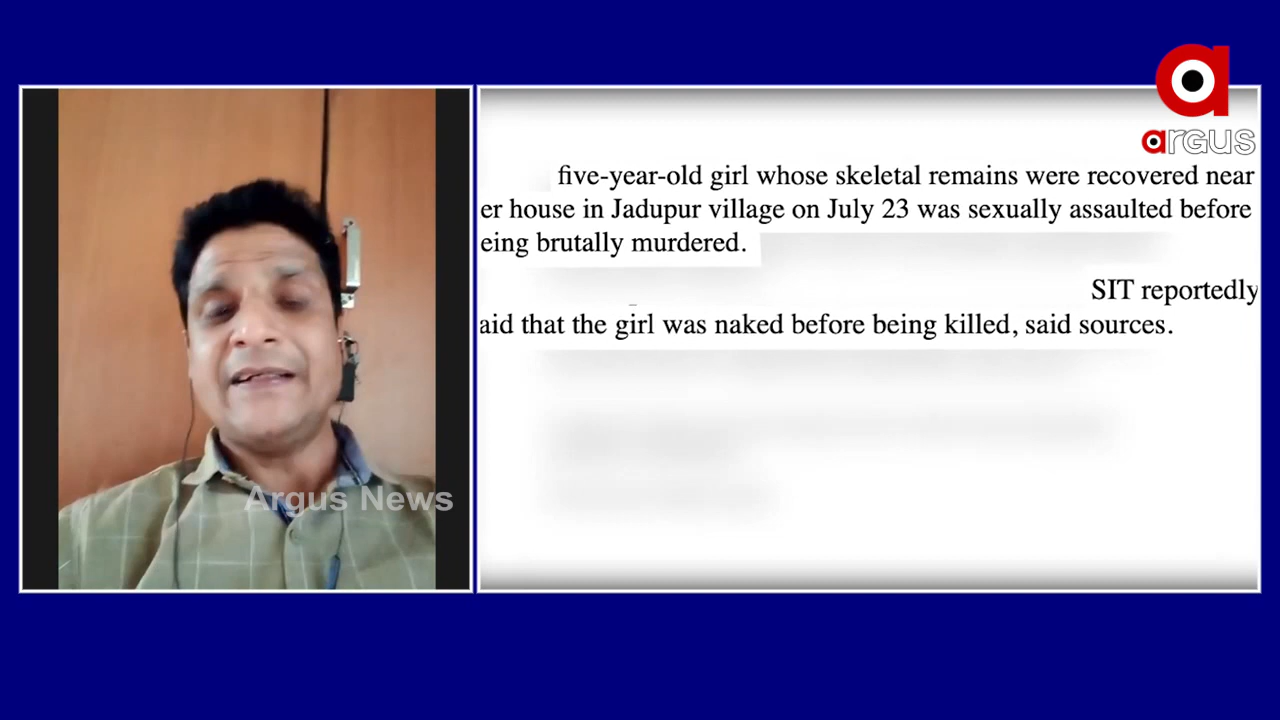 argus
five-year-old girl whose skeletal remains were recovered near
er house in Jadupur village on July 23 was sexually assaulted before
eing brutally murdered.
SIT reportedly
aid that the girl was naked before being killed, said sources.
Argus News